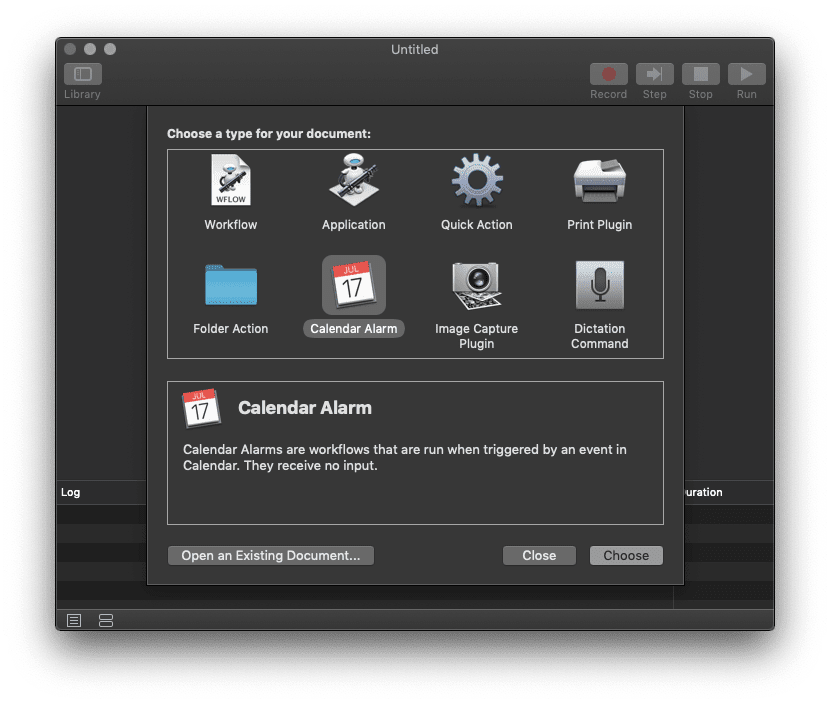 Untitled
Library
Record Step Stop Run
Choose a type for your document:
WFLOW
JUL
17
Workflow Application Quick Action Print Plugin
Folder Action Calendar Alarm Image Capture Dictation
Plugin Command
JUL
17
Calendar Alarm
Calendar Alarms are workflows that are run when triggered by an event in
Calendar. They receive no input.
Log uration
Open an Existing Document... Close Choose